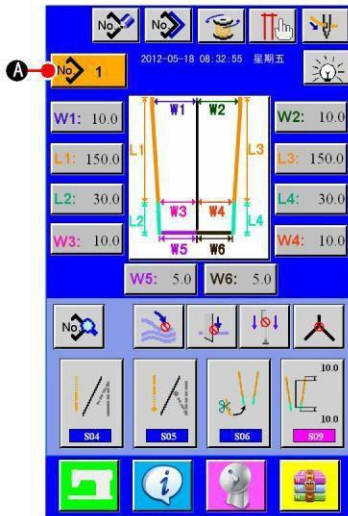 No. No.
A No. 1
2012-05-18 08:32:55 星期五
W1: 10.0
W2: 10.0
L1: 150.0
L3: 150.0
L2: 30.0
L4: 30.0
W3: 10.0
W4: 10.0
W1 W2
L1 L3
W3 W4
L2 L4
W5 W6
W5: 5.0 W6: 5.0
No.
10.0
10.0
S04 S05 S06 S09
i